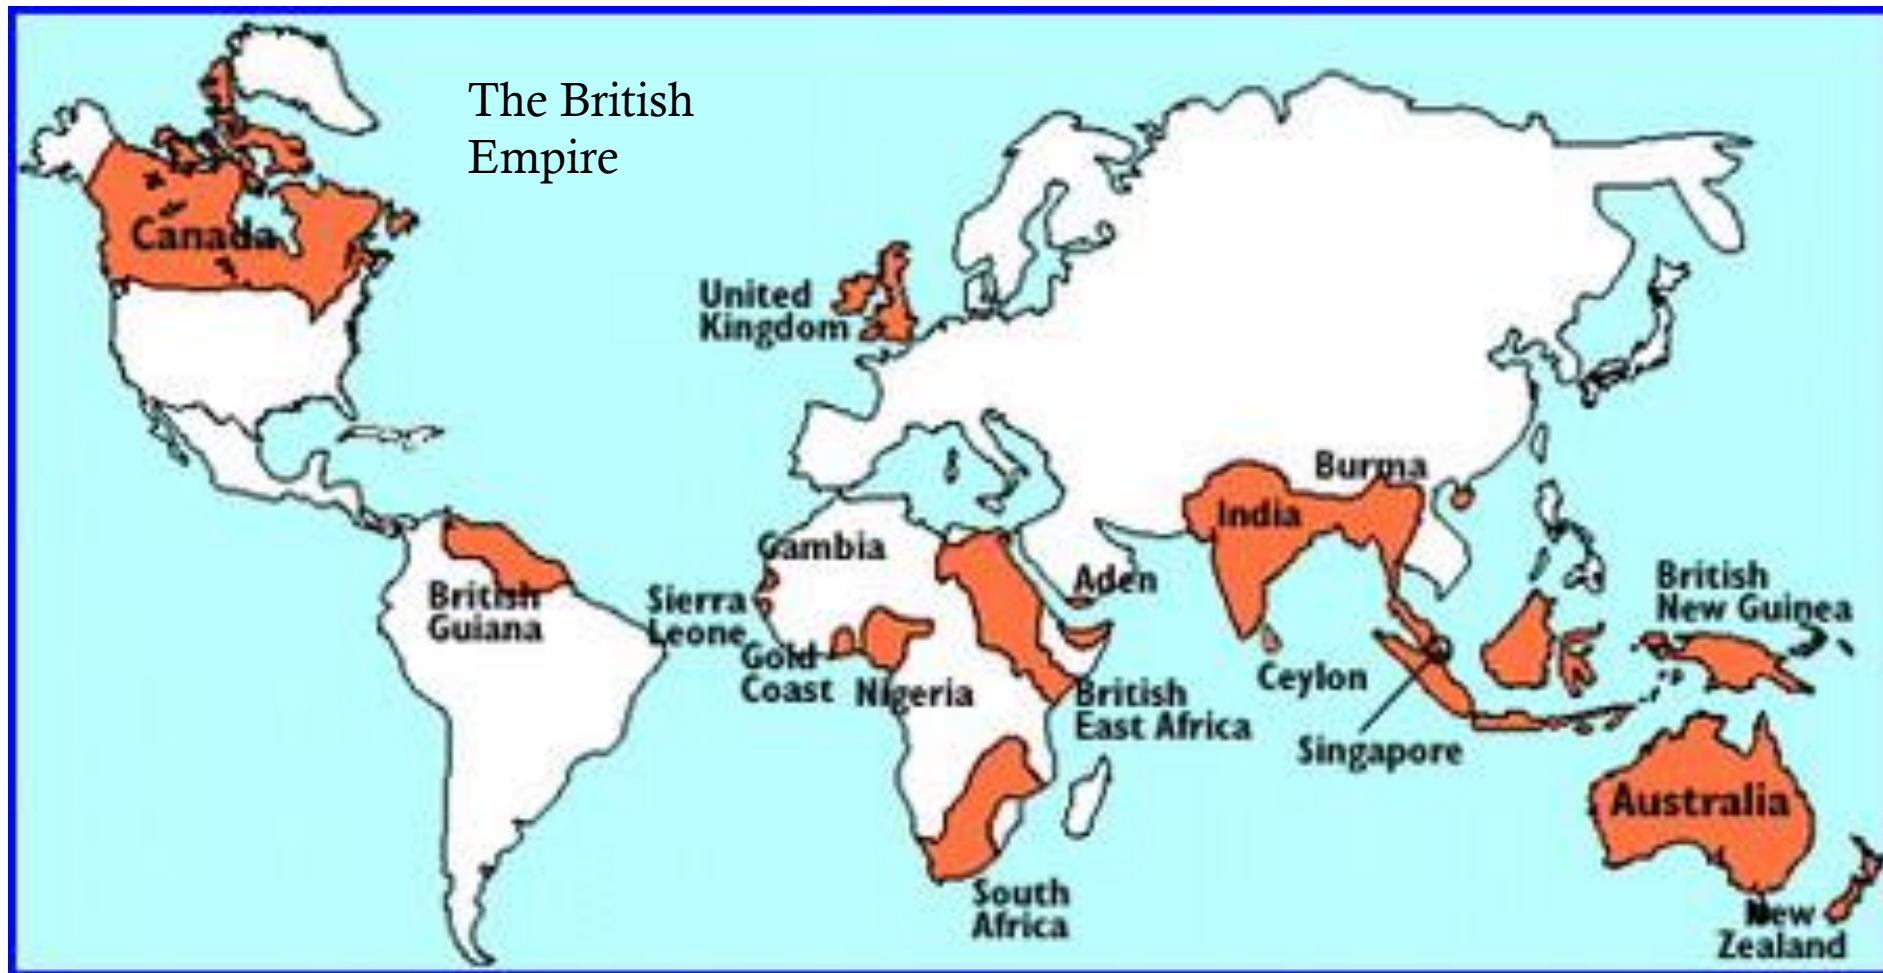 The British
Empire
Canada
United
Kingdom
Burma
India
Gambia
Aden
British
New Guinea
British
Guiana
Sierra
Leone
Gold
Coast
Nigeria
British
East Africa
Ceylon
Singapore
Australia
South
Africa
New
Zealand